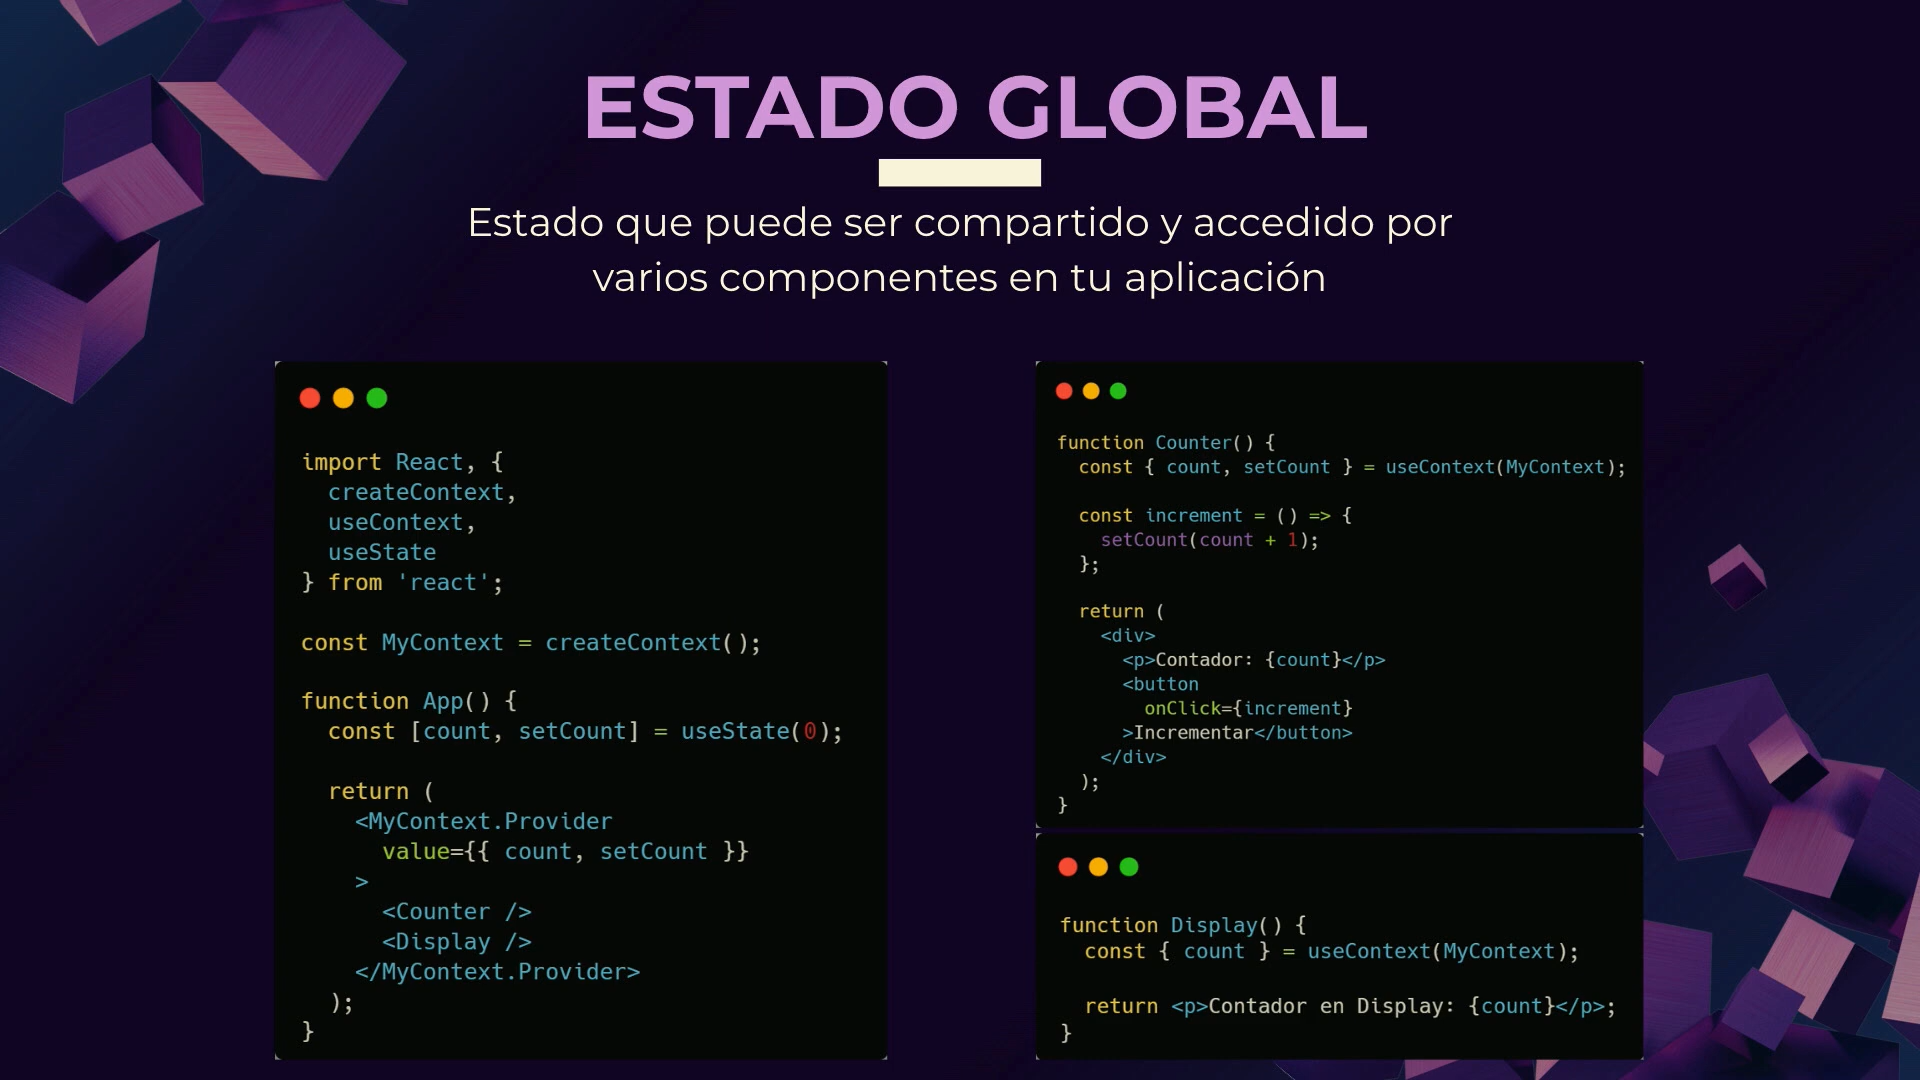 ESTADO GLOBAL
Estado que puede ser compartido y accedido por
varios componentes en tu aplicación
import React, {
  createContext,
  useContext,
  useState
} from 'react';
const MyContext = createContext();
function App() {
  const [count, setCount] = useState(0);
  return (
    <MyContext.Provider
      value={{ count, setCount }}
    >
      <Counter />
      <Display />
    </MyContext.Provider>
  );
}
function Counter() {
  const { count, setCount } = useContext(MyContext);
  const increment = () => {
    setCount(count + 1);
  };
  return (
    <div>
      <p>Contador: {count}</p>
      <button
        onClick={increment}
      >Incrementar</button>
    </div>
  );
}
function Display() {
  const { count } = useContext(MyContext);
  return <p>Contador en Display: {count}</p>;
}